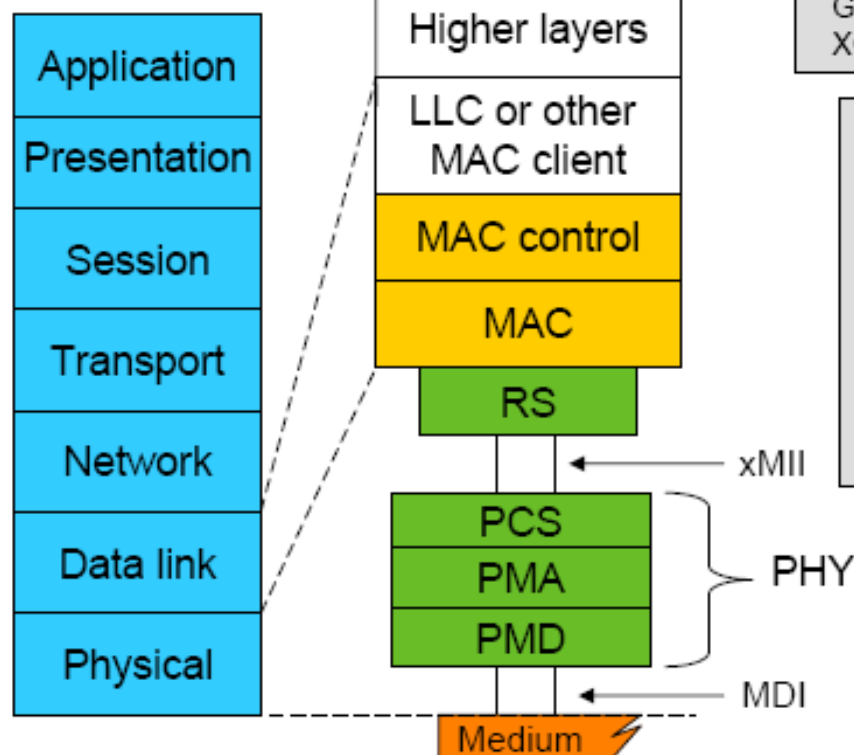 Application
Presentation
Session
Transport
Network
Data link
Physical
Higher layers
LLC or other
MAC client
MAC control
MAC
RS
xMII
PCS
PMA
PMD
PHY
MDI
Medium